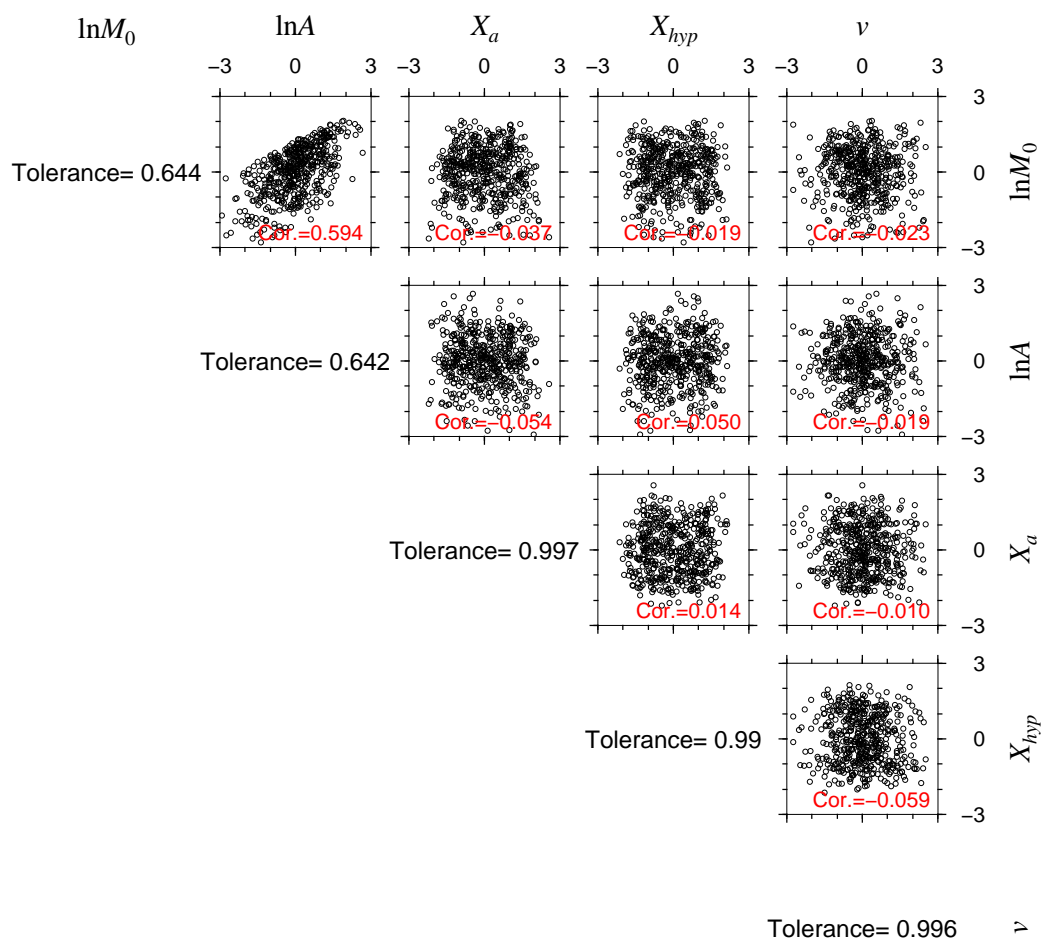 lnM0 lnA Xa Xhyp v
−3 0 3 −3 0 3 −3 0 3 −3 0 3
3
Tolerance= 0.644 0 lnM0
Cor.=0.594 Cor.=−0.037 Cor.=−0.019 Cor.=−0.023
−3
3
Tolerance= 0.642 0 lnA
Cor.=−0.054 Cor.=0.050 Cor.=−0.019
−3
3
Tolerance= 0.997 0 Xa
Cor.=0.014 Cor.=−0.010
−3
3
Tolerance= 0.99 0 Xhyp
Cor.=−0.059
−3
Tolerance= 0.996 v